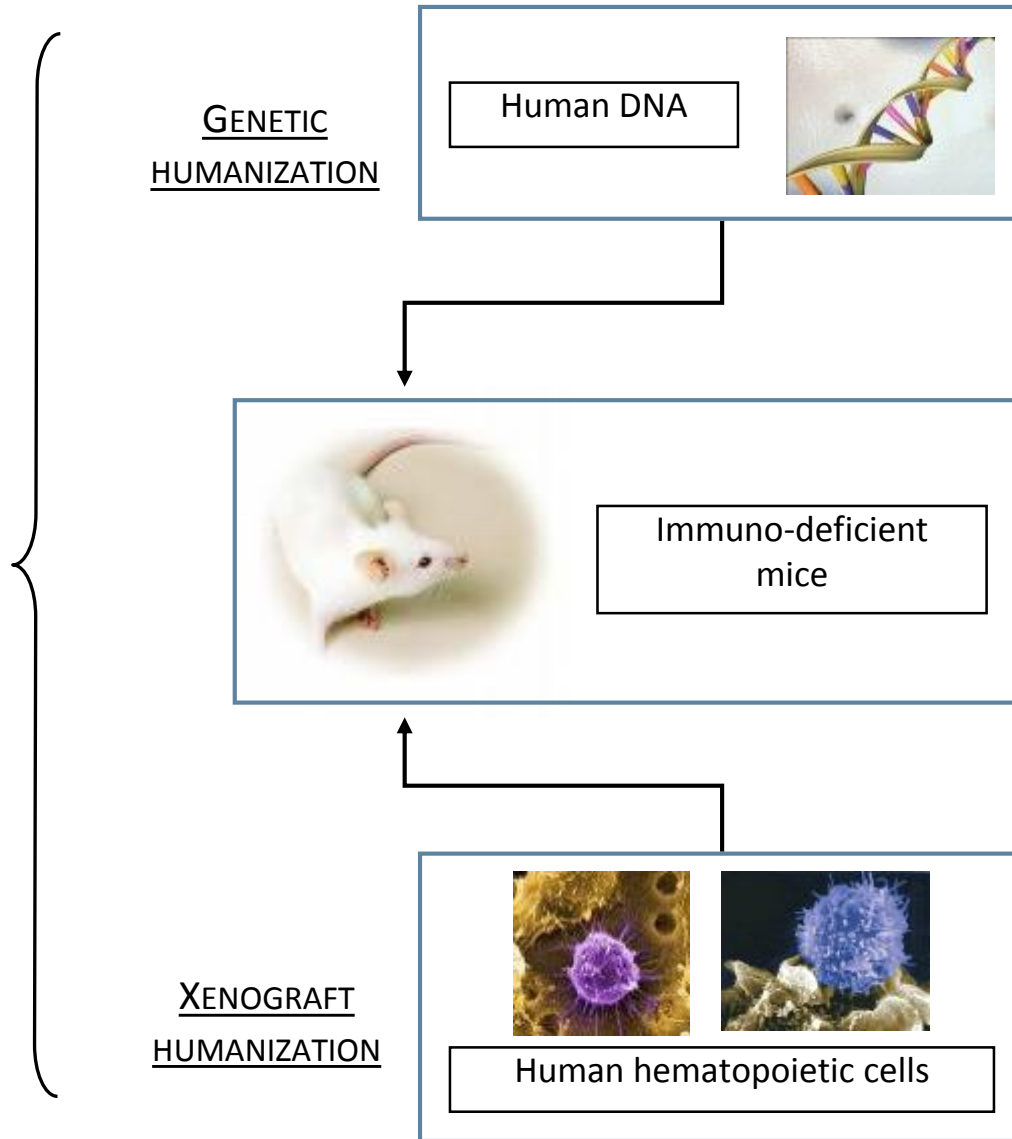 GENETIC
HUMANIZATION
Human DNA
Immuno-deficient
mice
XENOGRAFT
HUMANIZATION
Human hematopoietic cells